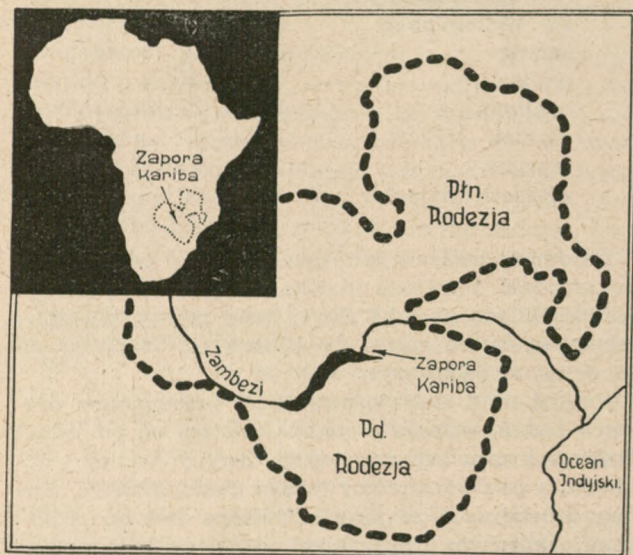 Zapora
Kariba
Płn.
Rodezja
Zambezi
Zapora
Kariba
Pd.
Rodezja
Ocean
Indyjski.